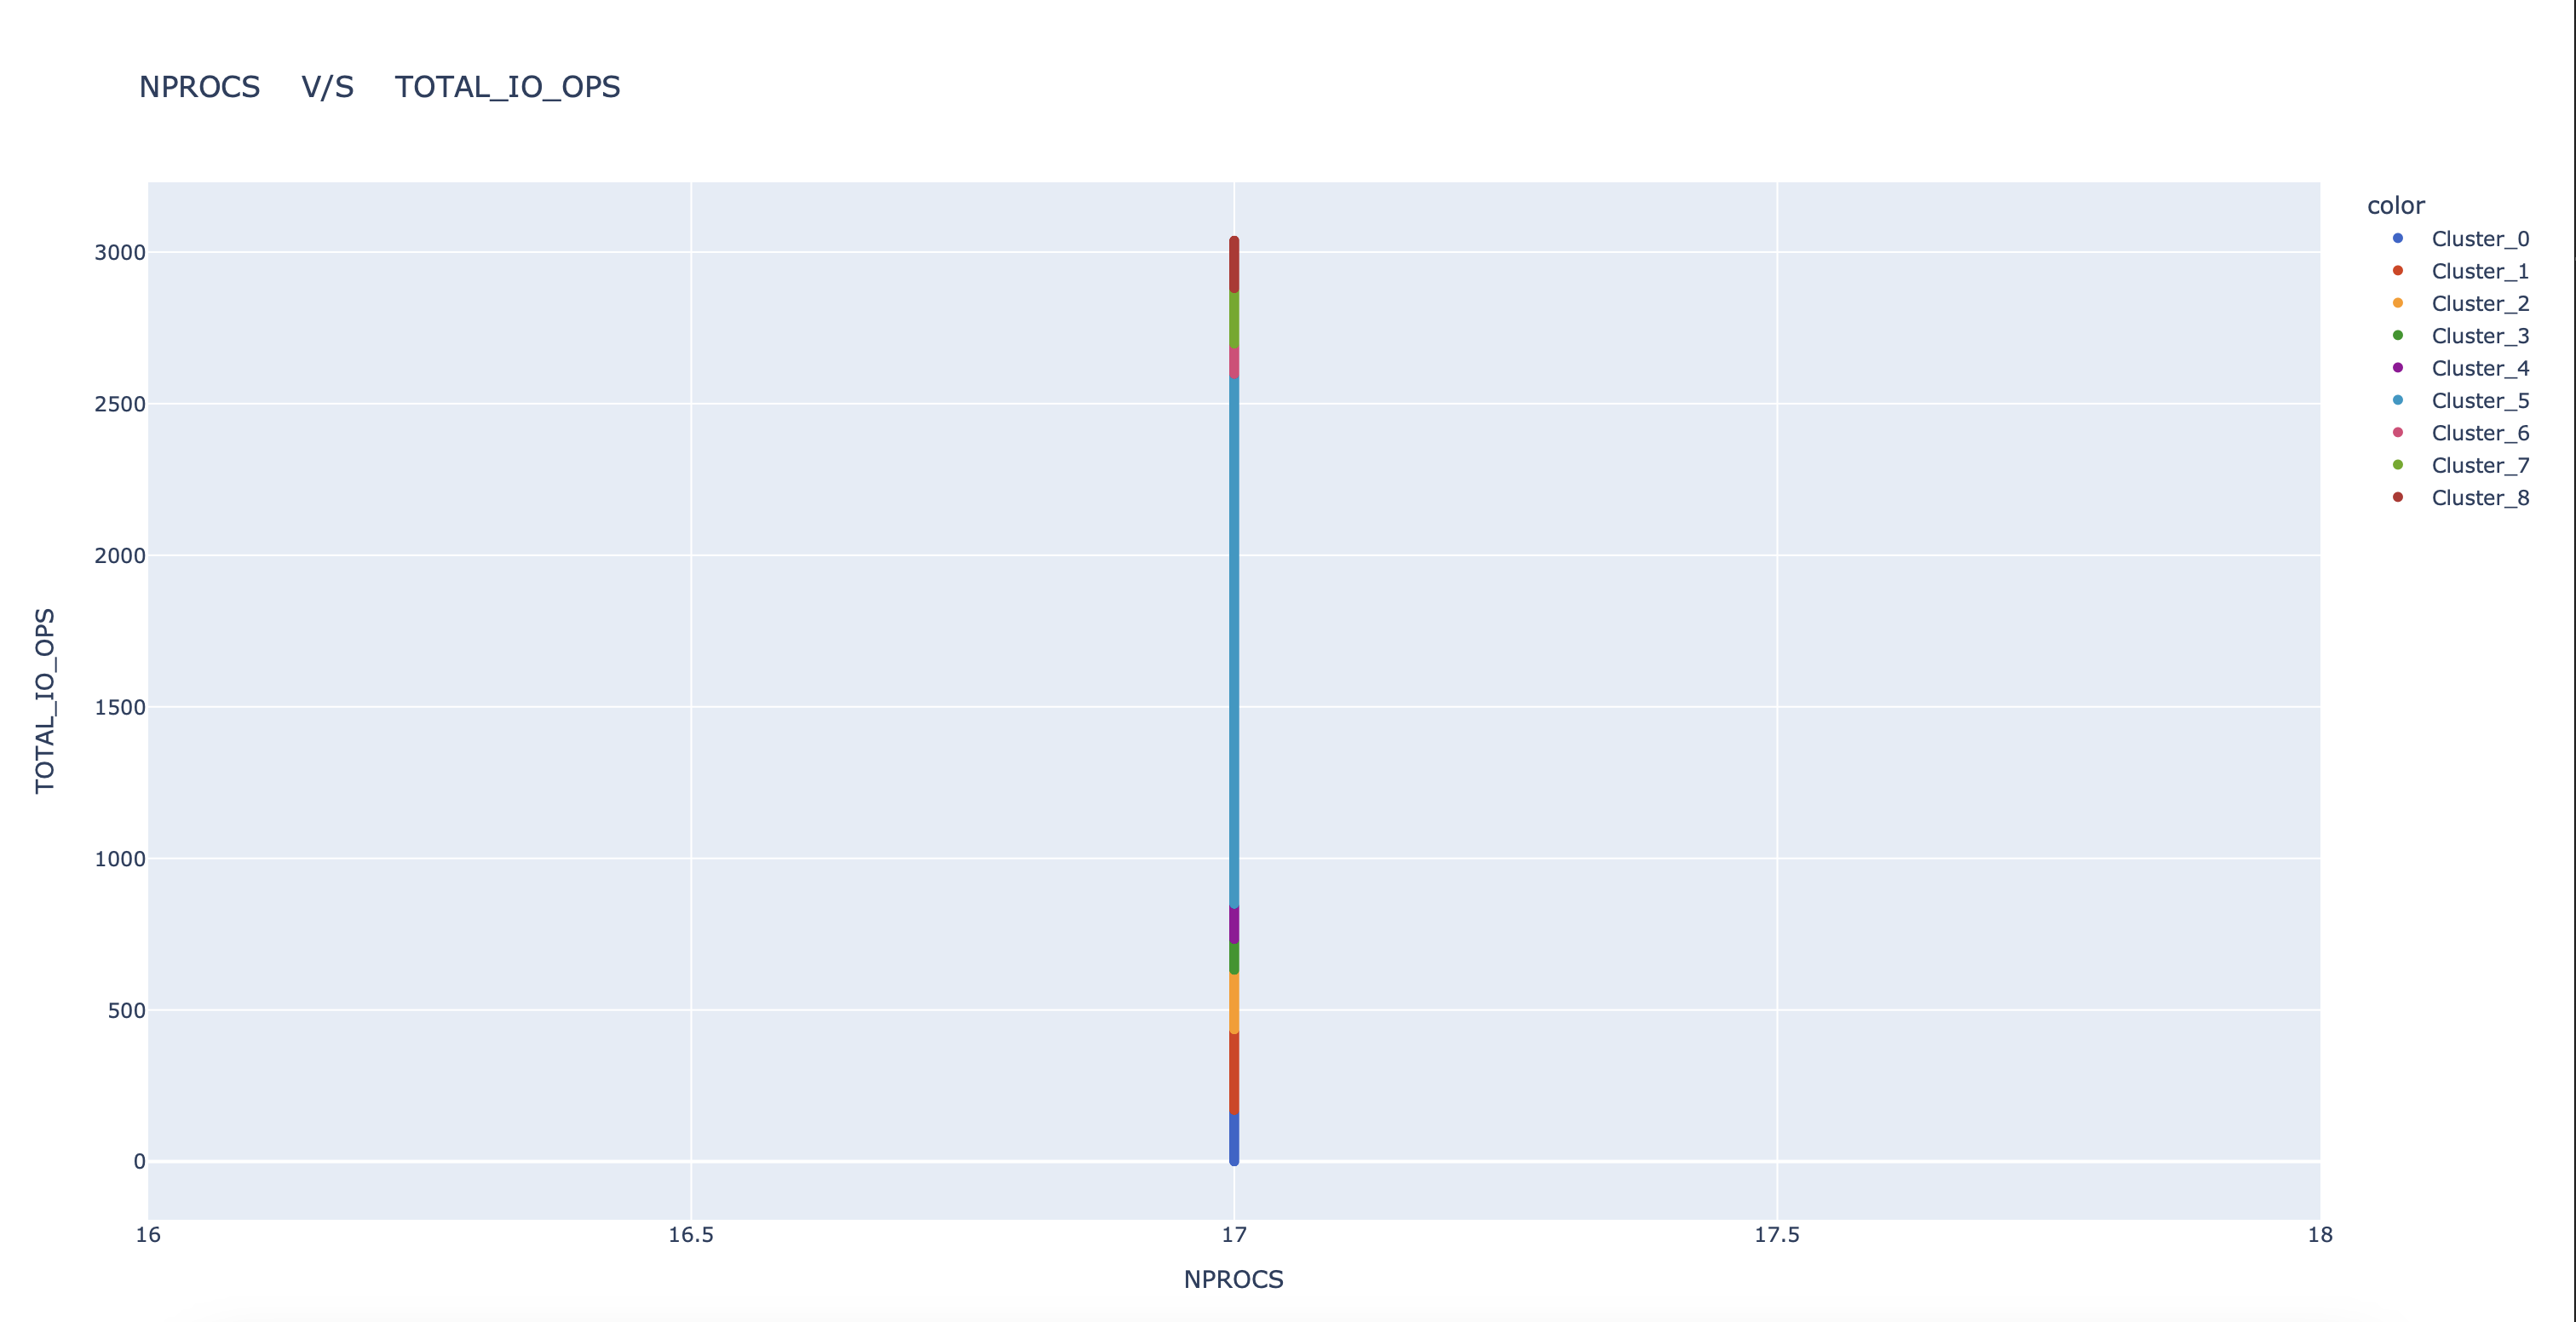 NPROCS V/S TOTAL_IO_OPS
TOTAL_IO_OPS
3000
2500
2000
1500
1000
500
0
16 16.5 17 17.5 18
NPROCS
color
Cluster_0
Cluster_1
Cluster_2
Cluster_3
Cluster_4
Cluster_5
Cluster_6
Cluster_7
Cluster_8